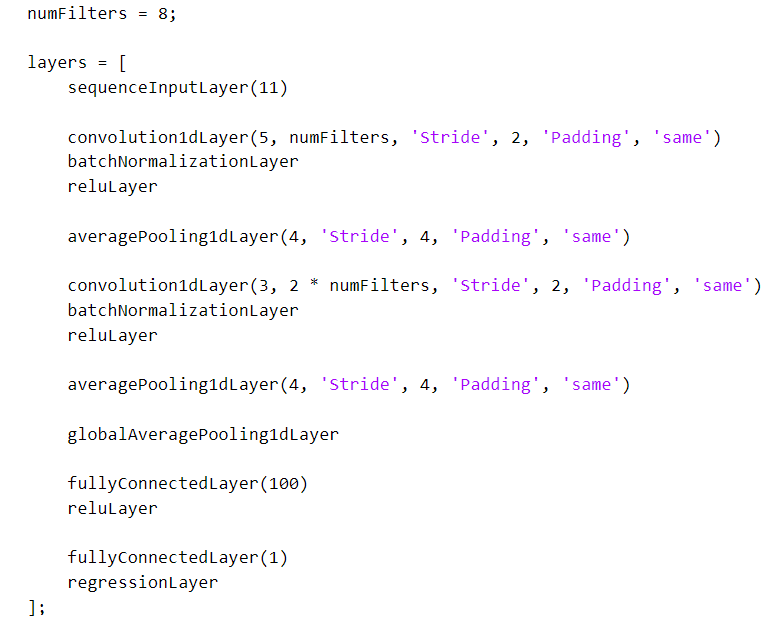 numFilters = 8;
layers = [
sequenceInputLayer(11)
convolution1dLayer(5, numFilters, 'Stride', 2, 'Padding', 'same')
batchNormalizationLayer
reluLayer
averagePooling1dLayer(4, 'Stride', 4, 'Padding', 'same')
convolution1dLayer(3, 2 * numFilters, 'Stride', 2, 'Padding', 'same')
batchNormalizationLayer
reluLayer
averagePooling1dLayer(4, 'Stride', 4, 'Padding', 'same')
globalAveragePooling1dLayer
fullyConnectedLayer(100)
reluLayer
fullyConnectedLayer(1)
regressionLayer
];